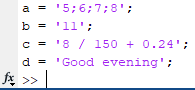 a = '5;6;7;8';
b = '11';
c = '8 / 150 + 0.24';
d = 'Good evening';
fx >>